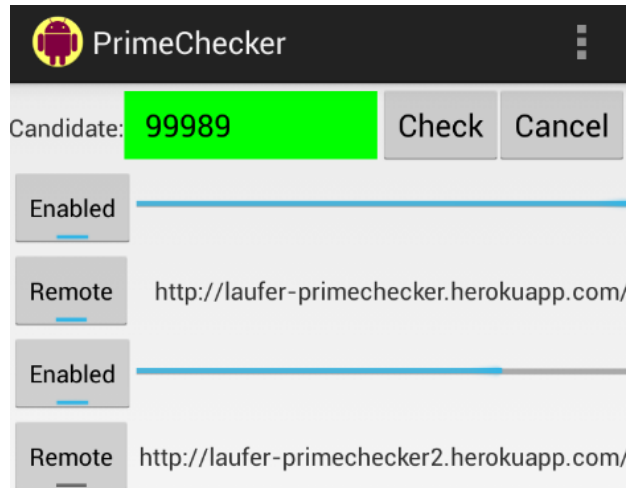 PrimeChecker
Candidate: 99989 Check Cancel
Enabled
Remote http://laufer-primechecker.herokuapp.com/
Enabled
Remote http://laufer-primechecker2.herokuapp.com/